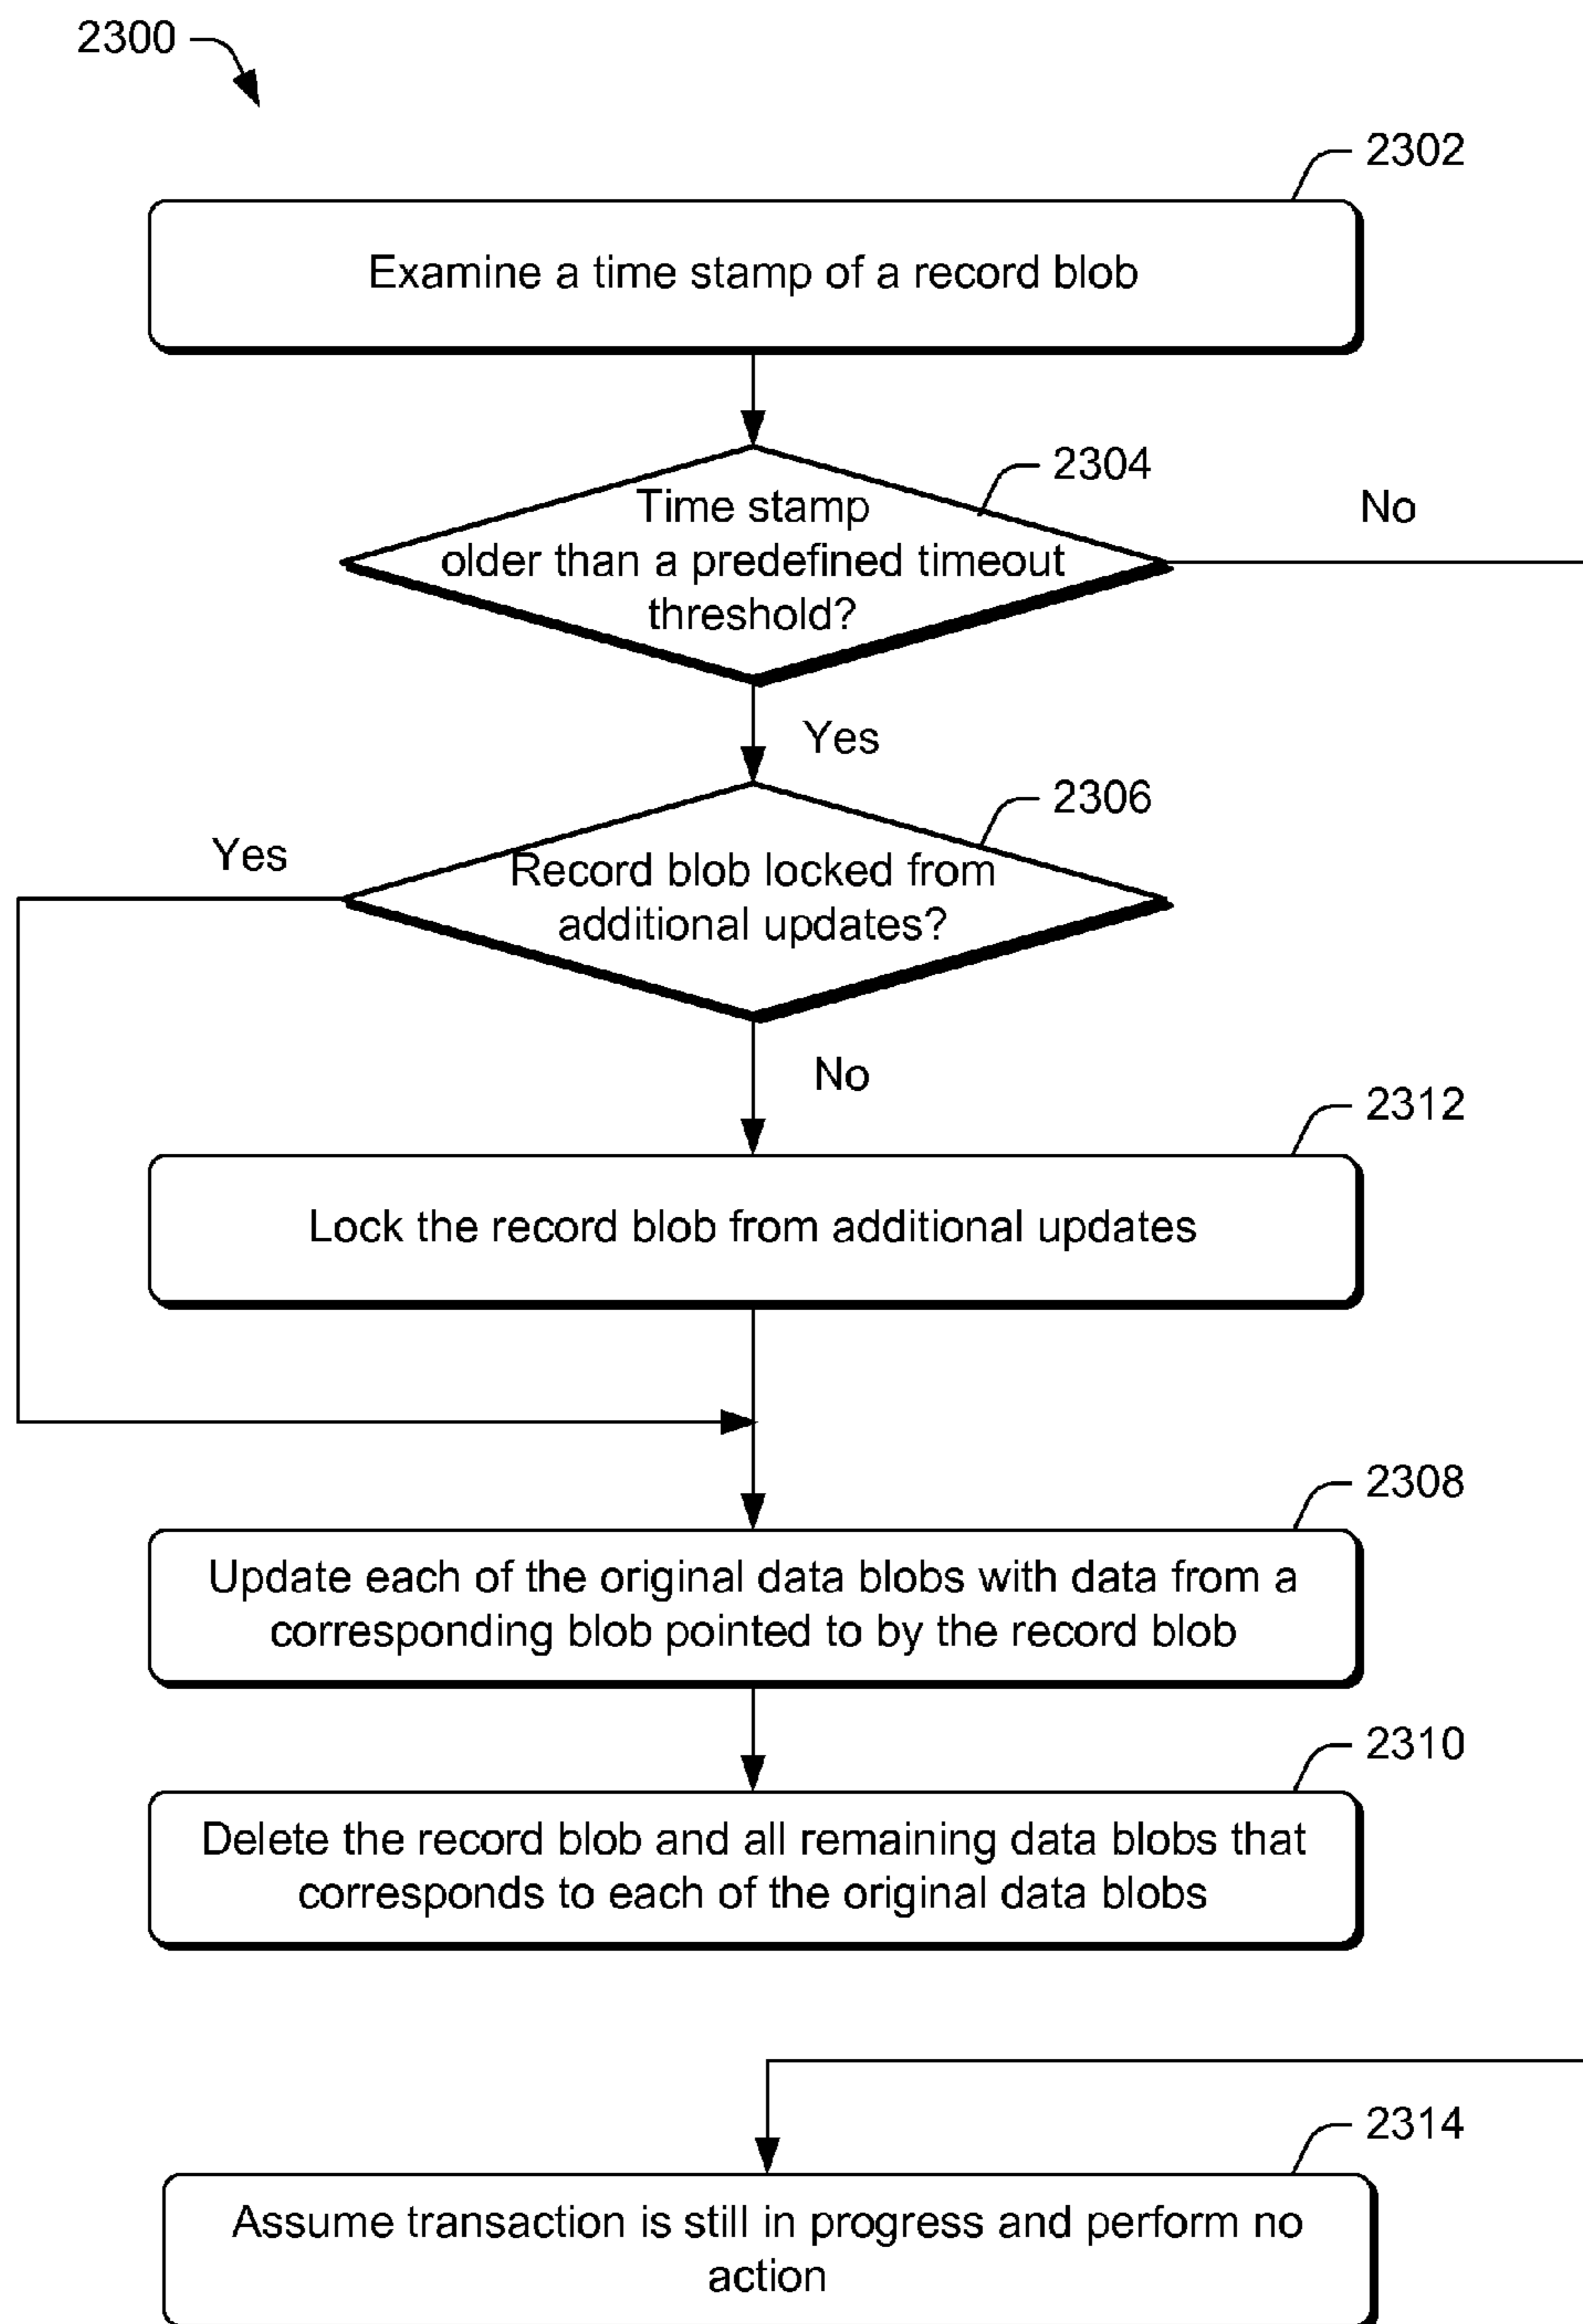 2300
2302
Examine a time stamp of a record blob
2304
No
Time stamp
older than a predefined timeout
threshold?
Yes
2306
Yes
Record blob locked from
additional updates?
No
2312
Lock the record blob from additional updates
2308
Update each of the original data blobs with data from a
corresponding blob pointed to by the record blob
2310
Delete the record blob and all remaining data blobs that
corresponds to each of the original data blobs
2314
Assume transaction is still in progress and perform no
action